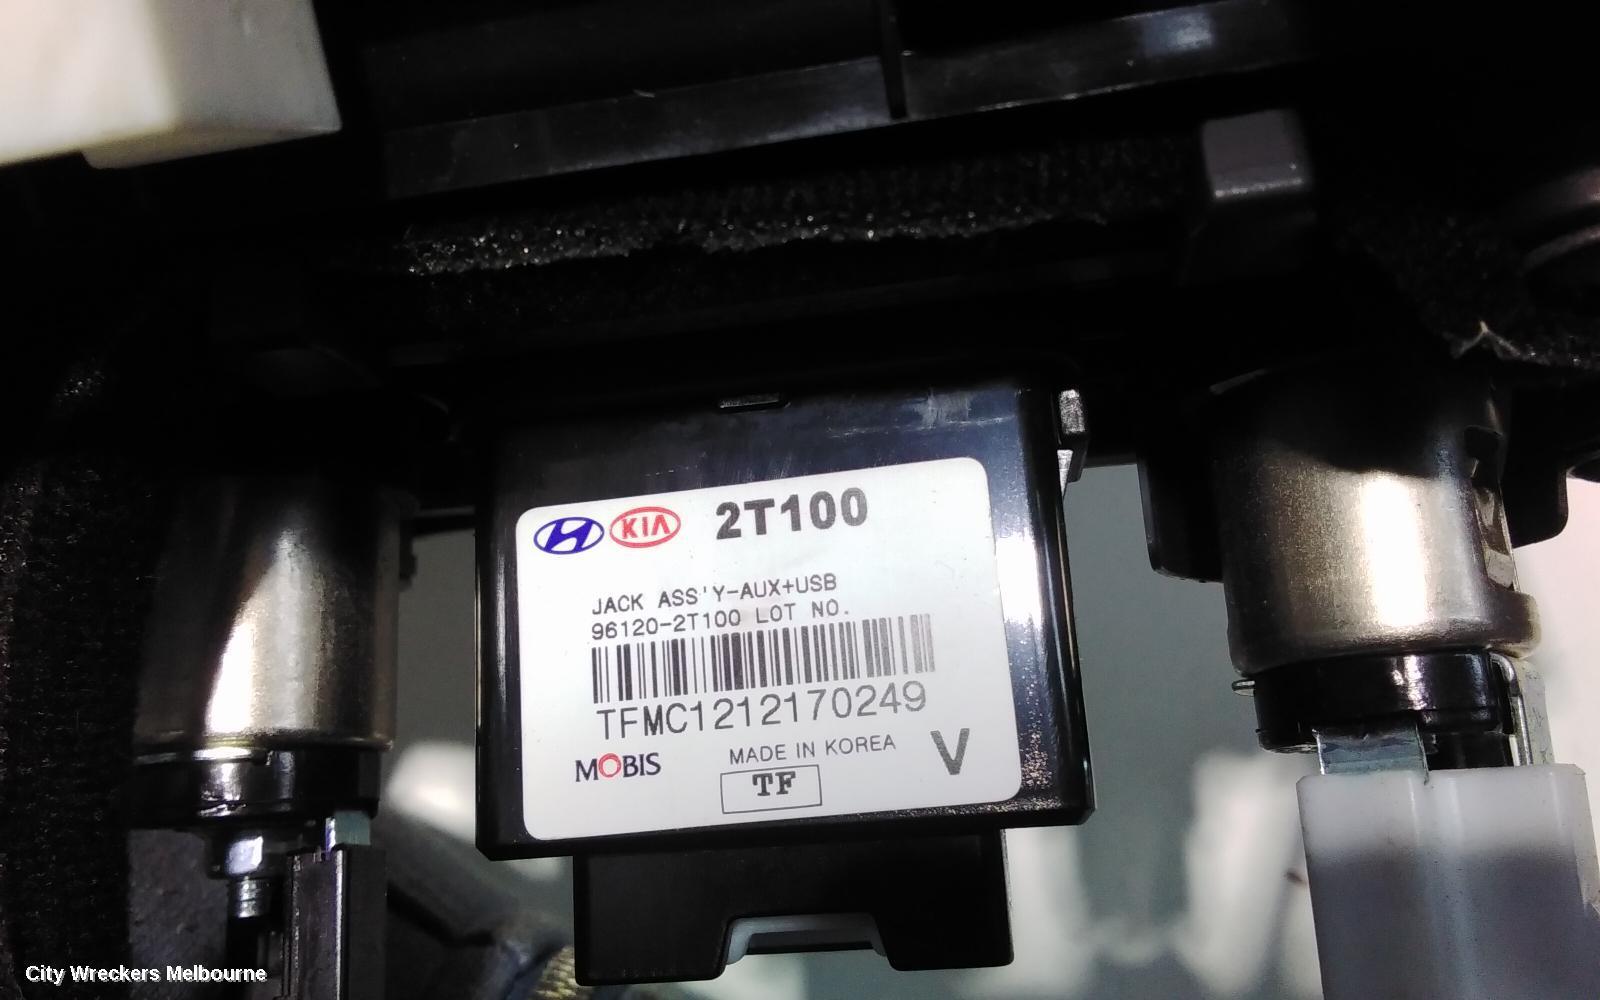 KIA 2T100
JACK ASS'Y-AUX+USB
96120-2T100 LOT NO.
TFMC1212170249
MOBIS MADE IN KOREA V
TF
City Wreckers Melbourne